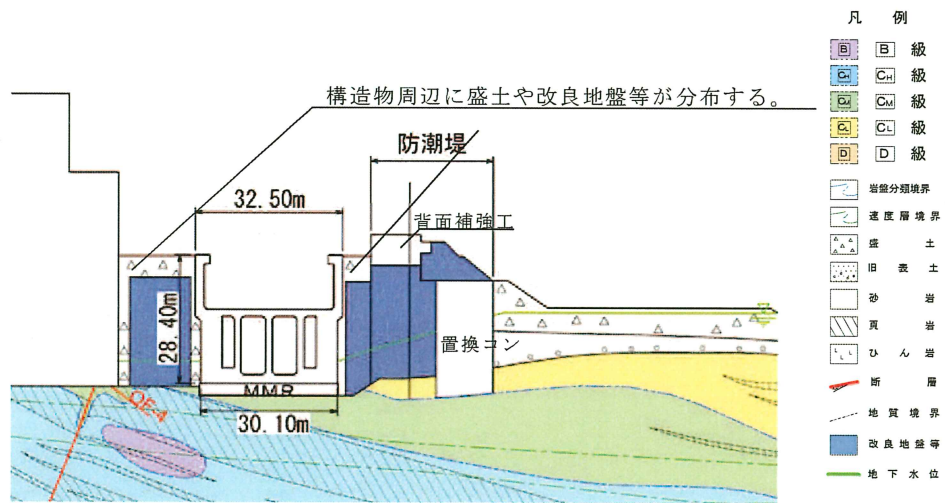 凡 例
B B 級
CH CH 級
CM CM 級
CL CL 級
D D 級
岩盤分類境界
速度層境界
盛 土
旧 表 土
砂 岩
頁 岩
ひ ん 岩
断 層
地 質 境 界
改 良 地 盤 等
地 下 水 位
構造物周辺に盛土や改良地盤等が分布する。
防潮堤
32.50m
背面補強工
28.40m
置換コン
MMR
OF-4
30.10m